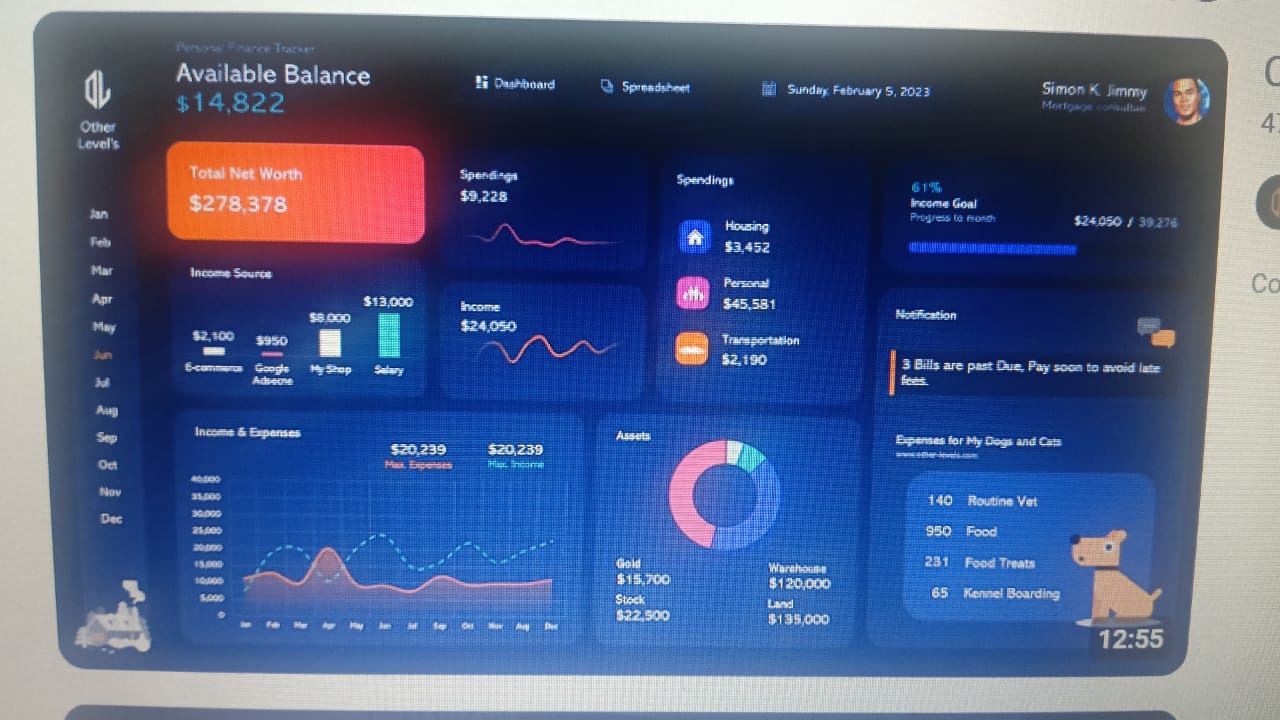 Personal Finance Tracker
Available Balance
$14,822
Dashboard
Spreadsheet
Sunday, February 5, 2023
Simon K. Jimmy
Mortgage consultan
Other
Level's
Jan
Feb
Mar
Apr
May
Jun
Jul
Aug
Sep
Oct
Nov
Dec
Total Net Worth
$278,378
Spendings
$9,228
Income Source
$2,100
$950
$8,000
$13,000
E-commerce
Google
Adsense
My Shop
Salary
Income
$24,050
Spendings
Housing
$3,452
Personal
$45,581
Transportation
$2,190
61%
Income Goal
Progress to month
$24,050 / 39,276
Notification
3 Bills are past Due, Pay soon to avoid late
fees.
Income & Expenses
$20,239
Max. Expenses
$20,239
Max. Income
40,000
35,000
30,000
25,000
20,000
15,000
10,000
5,000
0
Jan Feb Mar Apr May Jun Jul Sep Oct Nov Aug Dec
Assets
Gold
$15,700
Stock
$22,500
Warehouse
$120,000
Land
$135,000
Expenses for My Dogs and Cats
www.other-levels.com
140 Routine Vet
950 Food
231 Food Treats
65 Kennel Boarding
12:55
47
Co